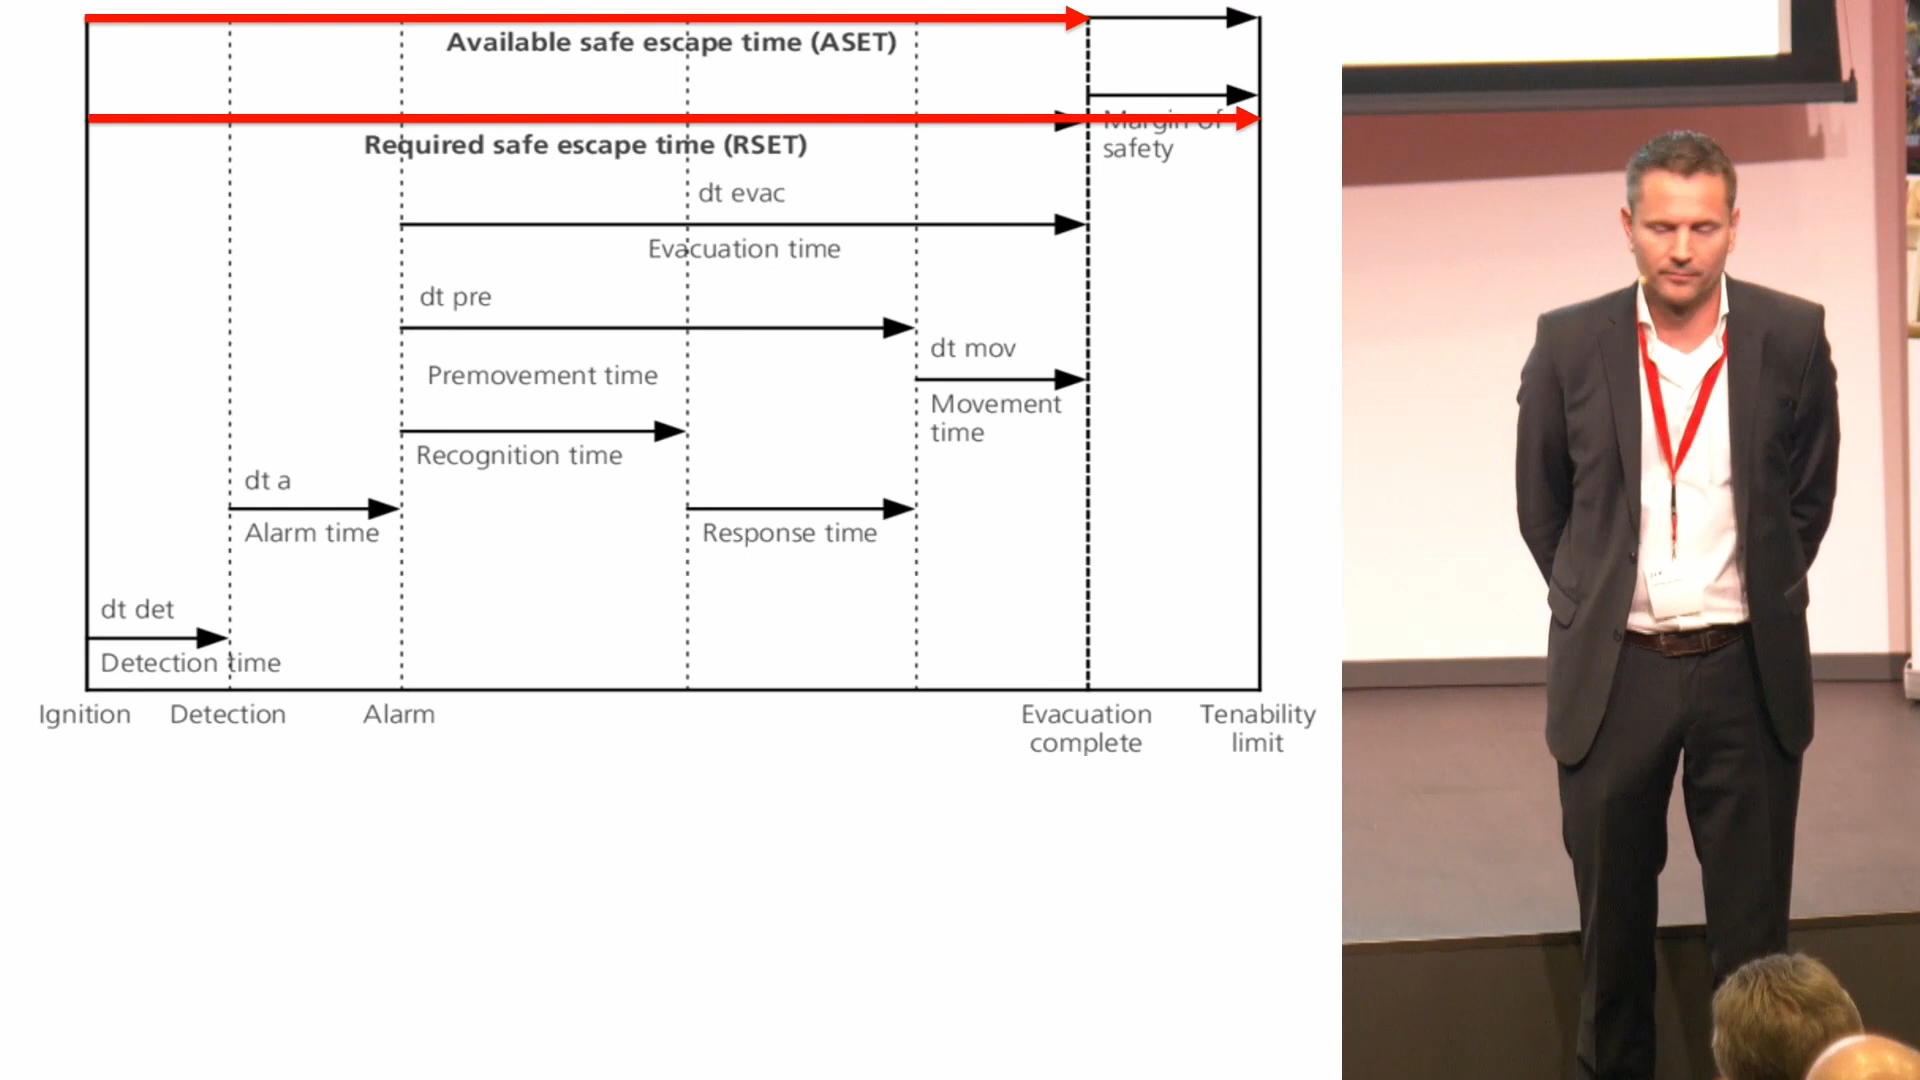 Available safe escape time (ASET)
Margin of
safety
Required safe escape time (RSET)
dt evac
Evacuation time
dt pre
Premovement time
dt mov
Movement
time
Recognition time
dt a
Alarm time
Response time
dt det
Detection time
Ignition
Detection
Alarm
Evacuation
complete
Tenability
limit